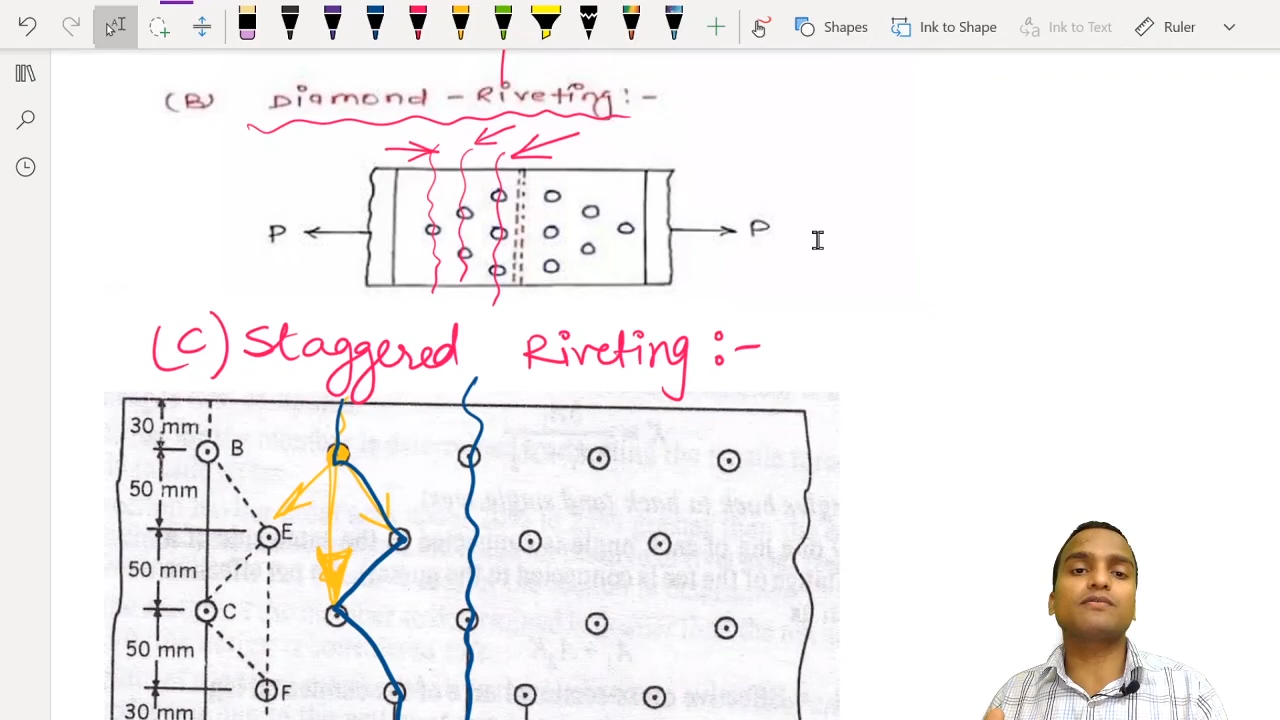 Shapes Ink to Shape Ink to Text Ruler
(B) Diamond - Riveting :-
P P
(C) Staggered Riveting :-
30 mm
B
50 mm
E
50 mm
C
50 mm
F
30 mm